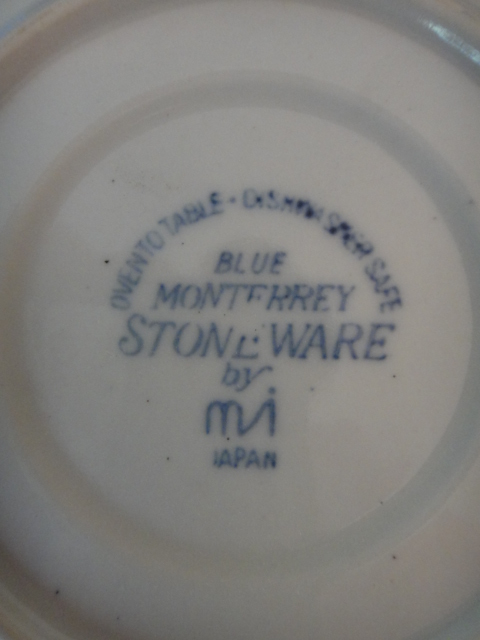 OVEN TO TABLE · DISHWASHER SAFE
BLUE
MONTERREY
STONEWARE
by
mi
JAPAN